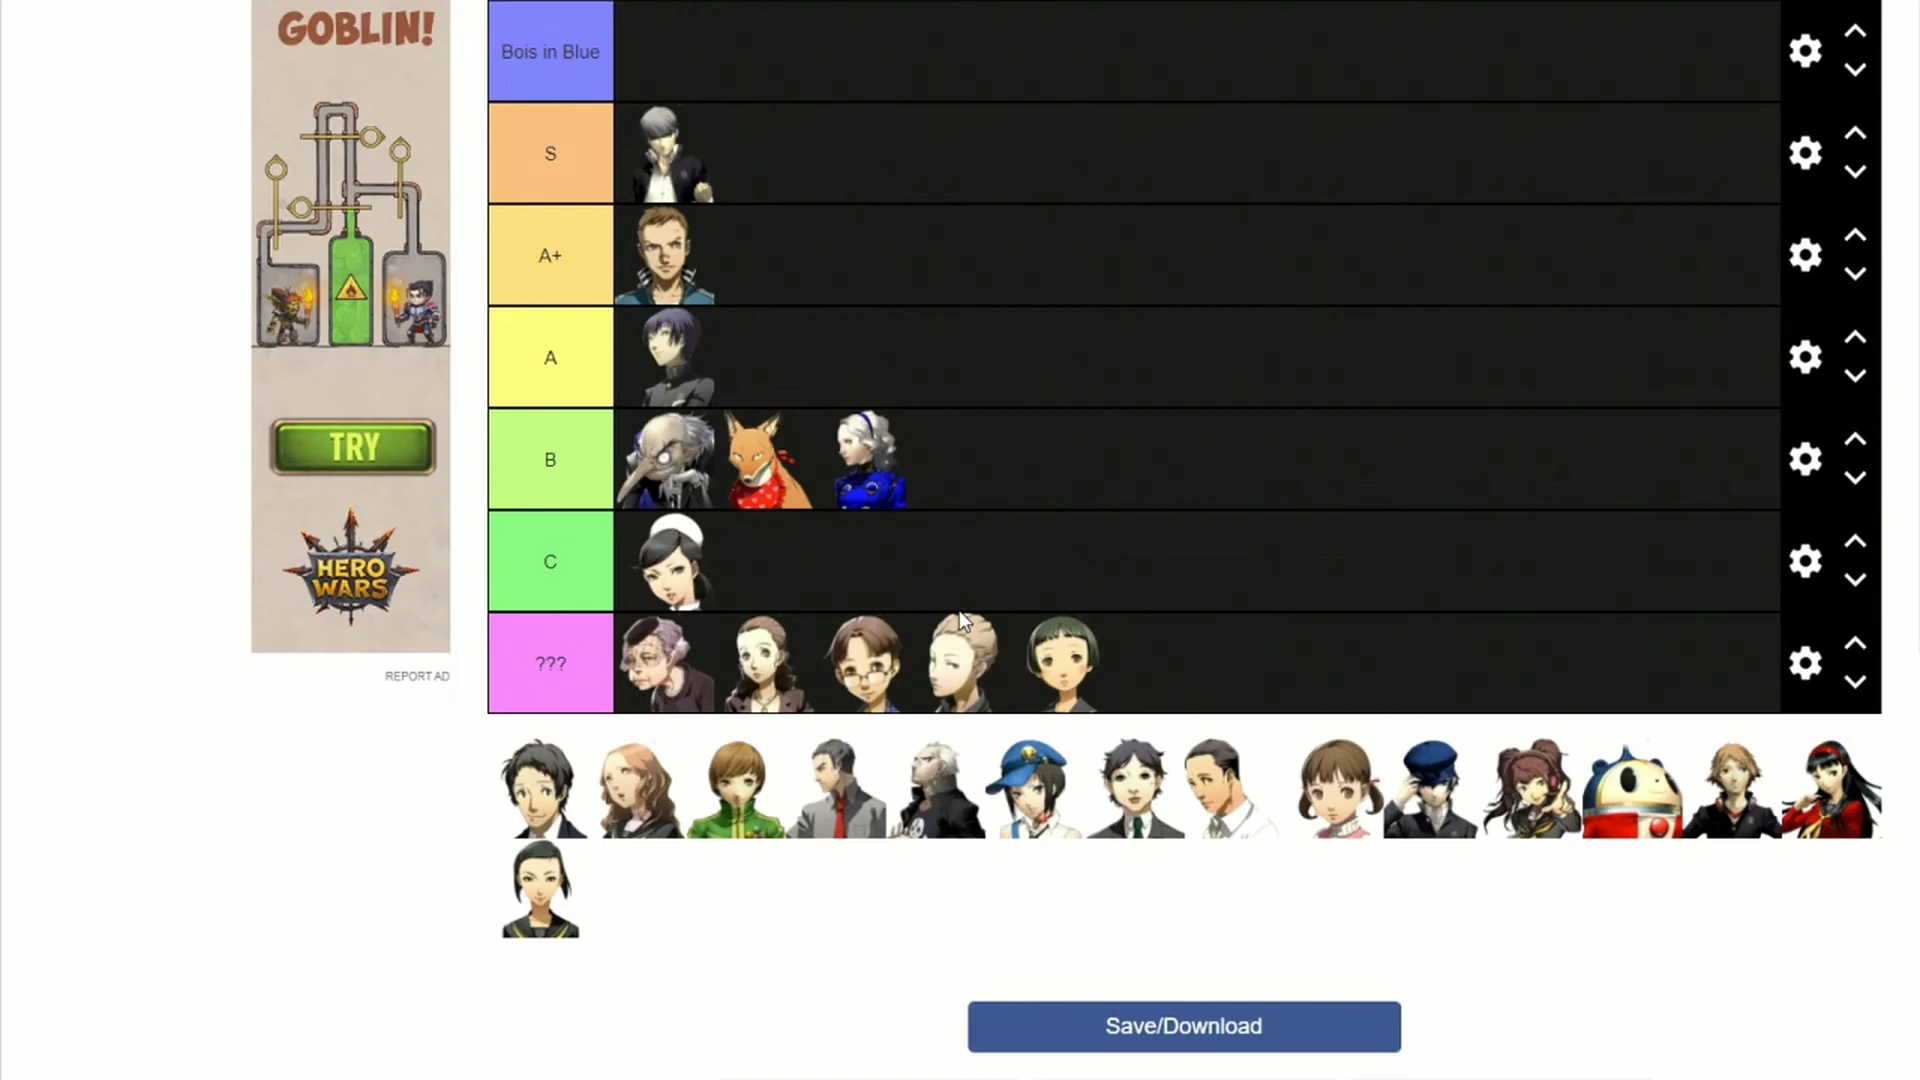 GOBLIN!
TRY
HERO
WARS
REPORT AD
Bois in Blue
S
A+
A
B
C
???
Save/Download